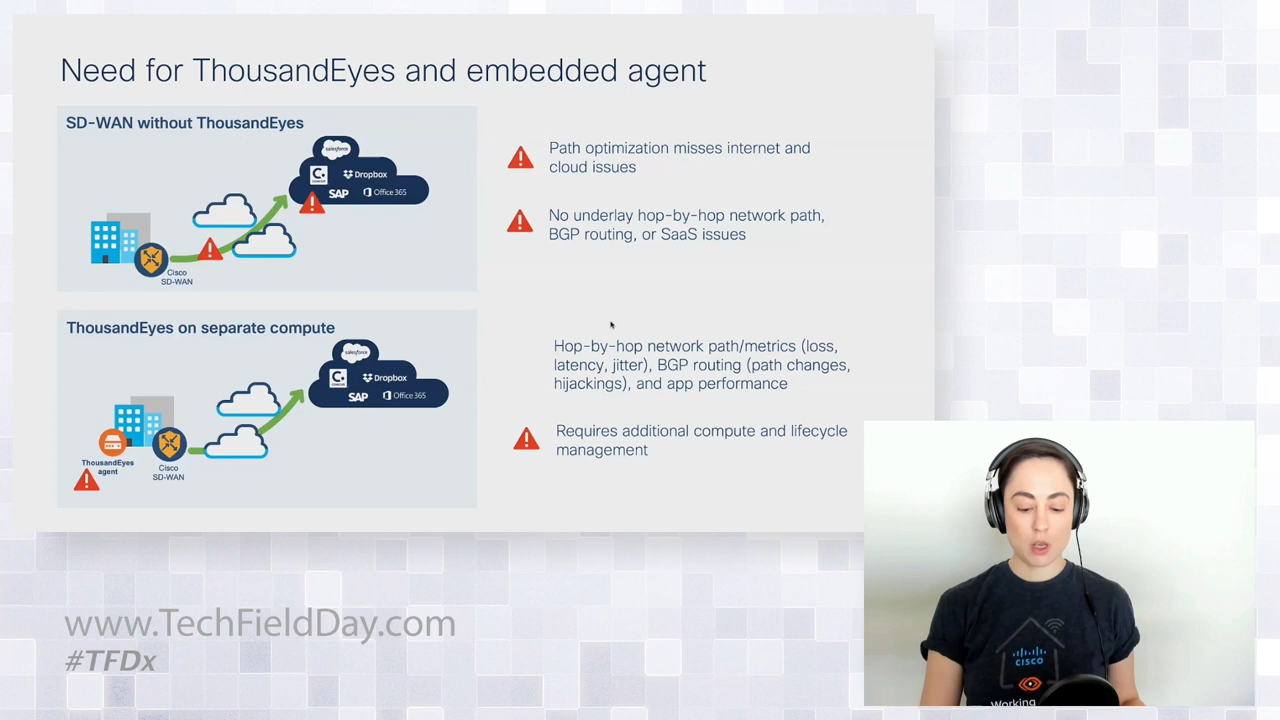 Need for ThousandEyes and embedded agent
SD-WAN without ThousandEyes
salesforce
Dropbox
SAP
Office 365
Cisco
SD-WAN
Path optimization misses internet and
cloud issues
No underlay hop-by-hop network path,
BGP routing, or SaaS issues
ThousandEyes on separate compute
salesforce
Dropbox
SAP
Office 365
ThousandEyes
agent
Cisco
SD-WAN
Hop-by-hop network path/metrics (loss,
latency, jitter), BGP routing (path changes,
hijackings), and app performance
Requires additional compute and lifecycle
management
www.TechFieldDay.com
#TFDx
CISCO
Working